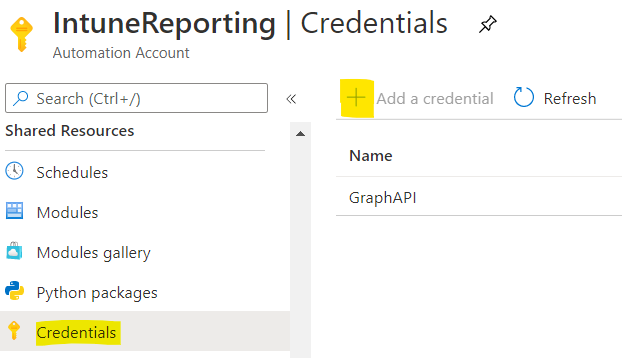 IntuneReporting | Credentials
Automation Account
Search (Ctrl+/)
«
Shared Resources
Schedules
Modules
Modules gallery
Python packages
Credentials
+ Add a credential
Refresh
Name
GraphAPI